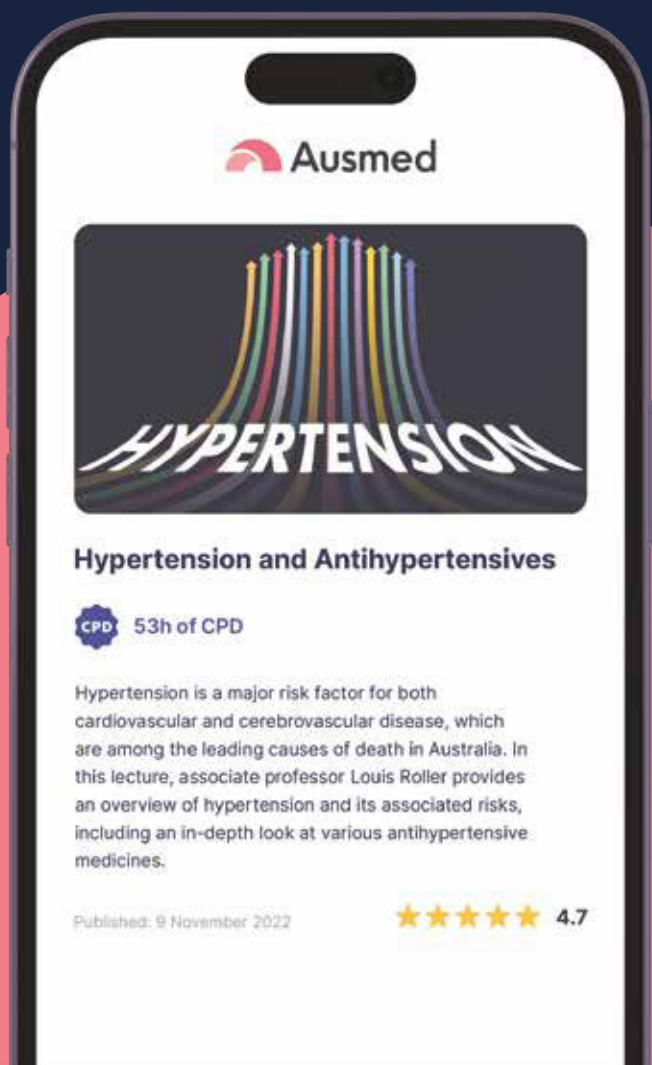 Ausmed
HYPERTENSION
Hypertension and Antihypertensives
CPD 53h of CPD
Hypertension is a major risk factor for both
cardiovascular and cerebrovascular disease, which
are among the leading causes of death in Australia. In
this lecture, associate professor Louis Roller provides
an overview of hypertension and its associated risks,
including an in-depth look at various antihypertensive
medicines.
Published: 9 November 2022 4.7